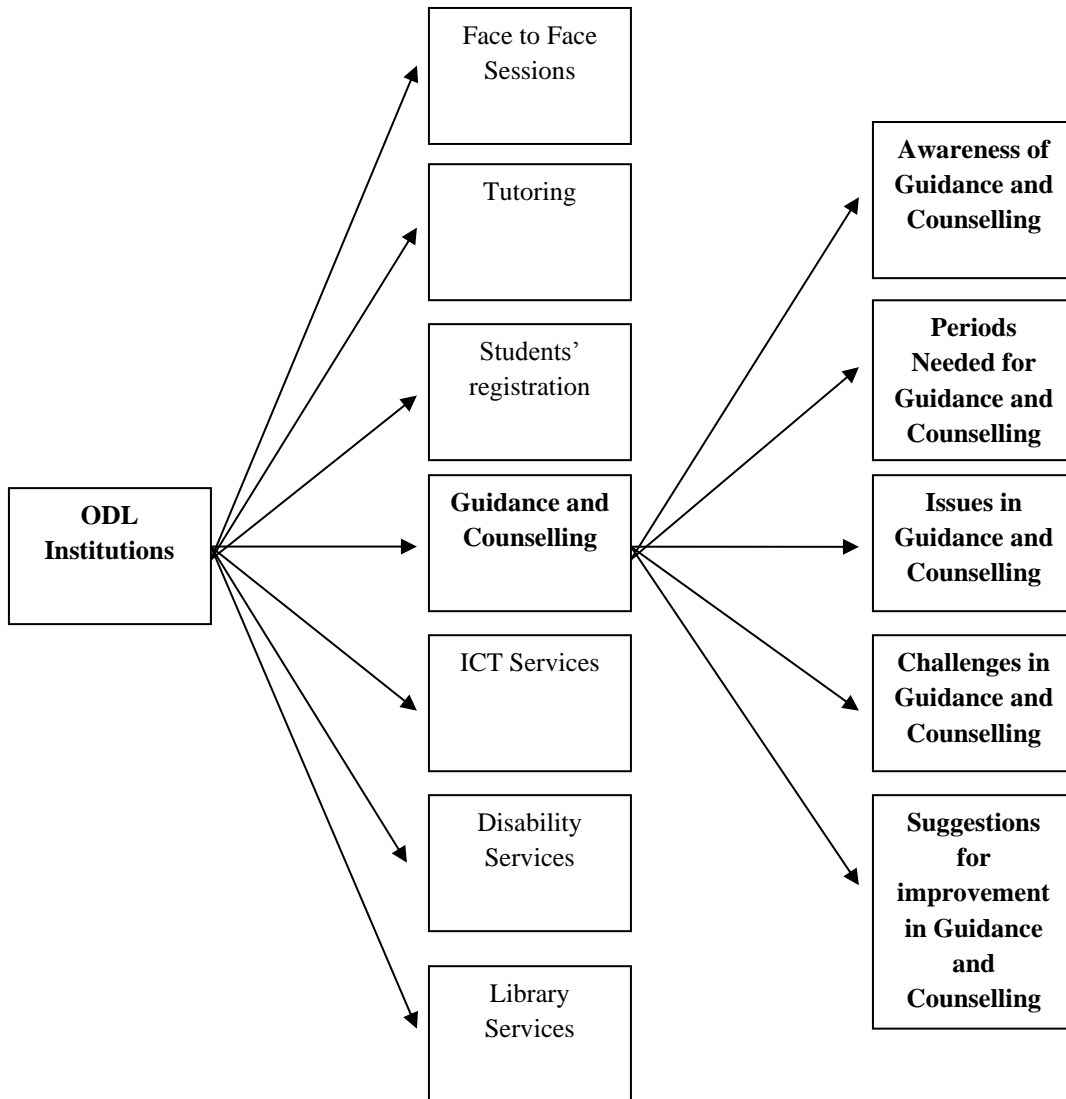 ODL
Institutions
Face to Face
Sessions
Tutoring
Students’
registration
Guidance and
Counselling
ICT Services
Disability
Services
Library
Services
Awareness of
Guidance and
Counselling
Periods
Needed for
Guidance and
Counselling
Issues in
Guidance and
Counselling
Challenges in
Guidance and
Counselling
Suggestions
for
improvement
in Guidance
and
Counselling